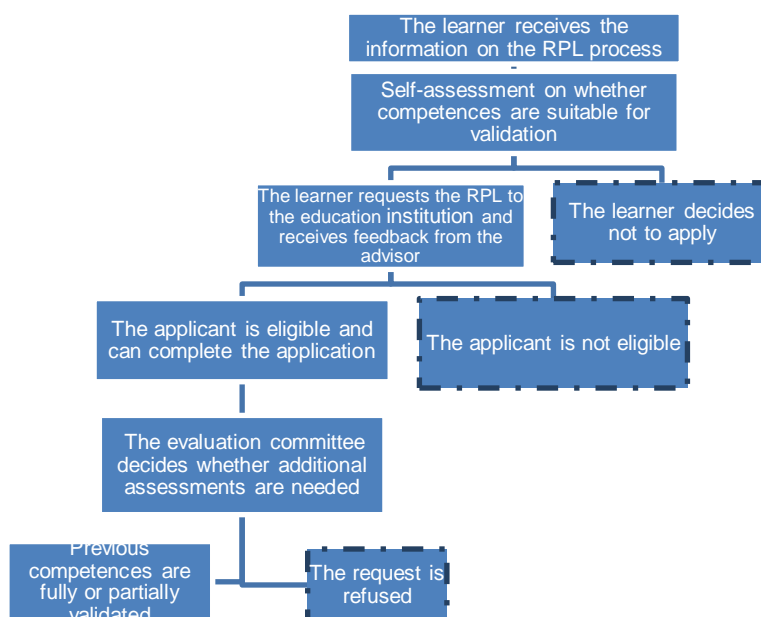 The learner receives the
information on the RPL process
Self-assessment on whether
competences are suitable for
validation
The learner requests the RPL to
the education institution and
receives feedback from the
advisor
The learner decides
not to apply
The applicant is eligible and
can complete the application
The applicant is not eligible
The evaluation committee
decides whether additional
assessments are needed
Previous
competences are
fully or partially
validated
The request is
refused